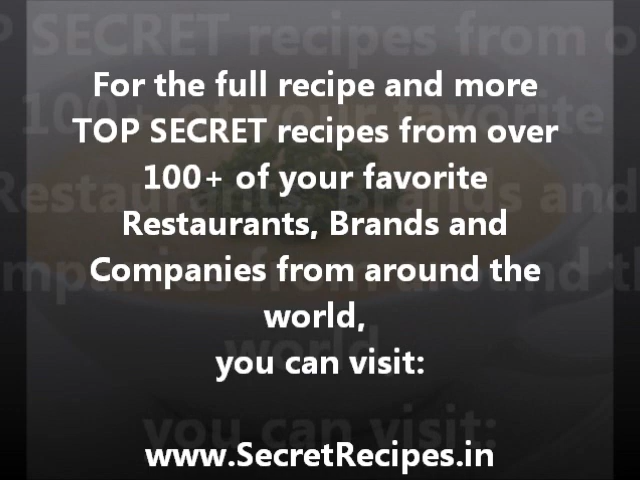 For the full recipe and more
TOP SECRET recipes from over
100+ of your favorite
Restaurants, Brands and
Companies from around the
world,
you can visit:
www.SecretRecipes.in